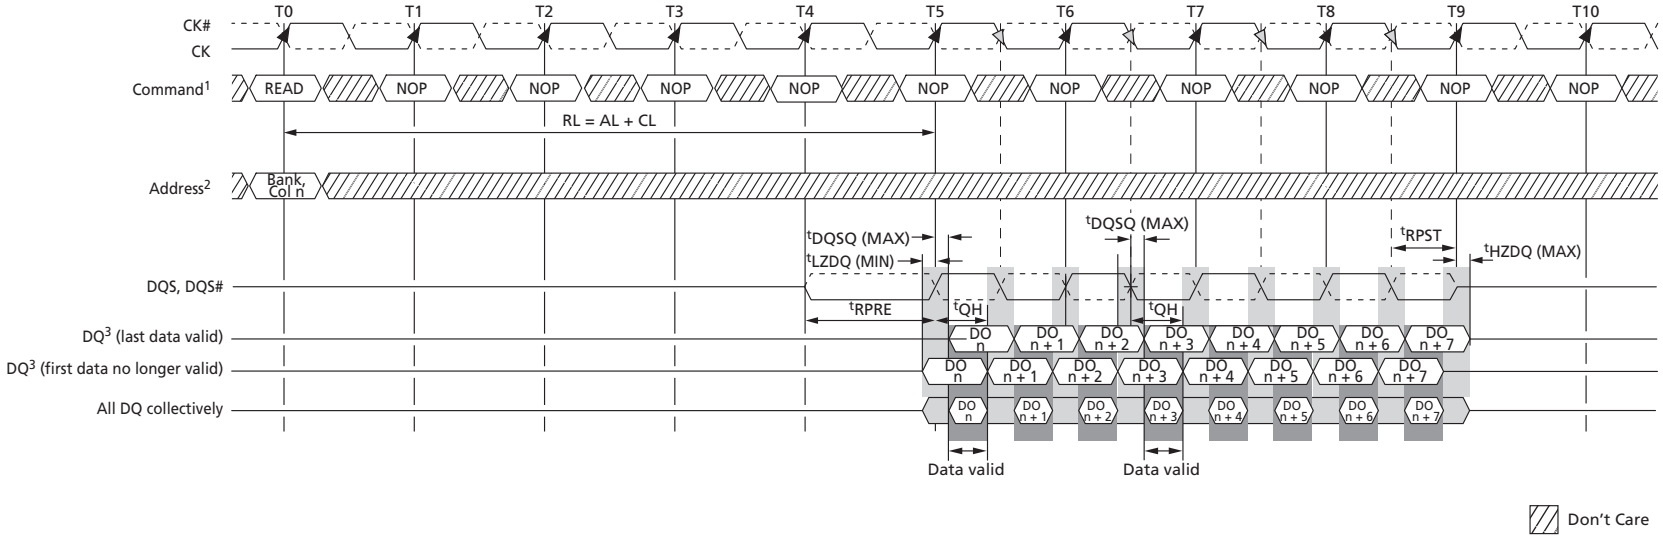 T0 T1 T2 T3 T4 T5 T6 T7 T8 T9 T10
CK#
CK
Command1 READ NOP NOP NOP NOP NOP NOP NOP NOP NOP NOP
RL = AL + CL
Address2 Bank, Col n
tDQSQ (MAX) tDQSQ (MAX) tRPST
tLZDQ (MIN) tHZDQ (MAX)
DQS, DQS#
tRPRE tQH tQH
DQ3 (last data valid) DO n DO n + 1 DO n + 2 DO n + 3 DO n + 4 DO n + 5 DO n + 6 DO n + 7
DQ3 (first data no longer valid) DO n DO n + 1 DO n + 2 DO n + 3 DO n + 4 DO n + 5 DO n + 6 DO n + 7
All DQ collectively DO n DO n + 1 DO n + 2 DO n + 3 DO n + 4 DO n + 5 DO n + 6 DO n + 7
Data valid Data valid
Don't Care